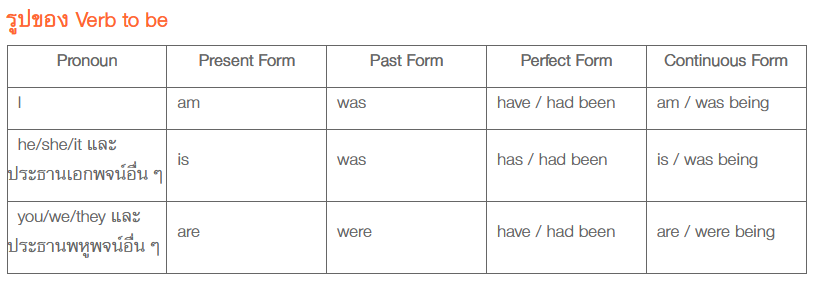 รูปของ Verb to be
Pronoun Present Form Past Form Perfect Form Continuous Form
I am was have / had been am / was being
he/she/it และ
ประธานเอกพจน์อื่น ๆ is was has / had been is / was being
you/we/they และ
ประธานพหูพจน์อื่น ๆ are were have / had been are / were being